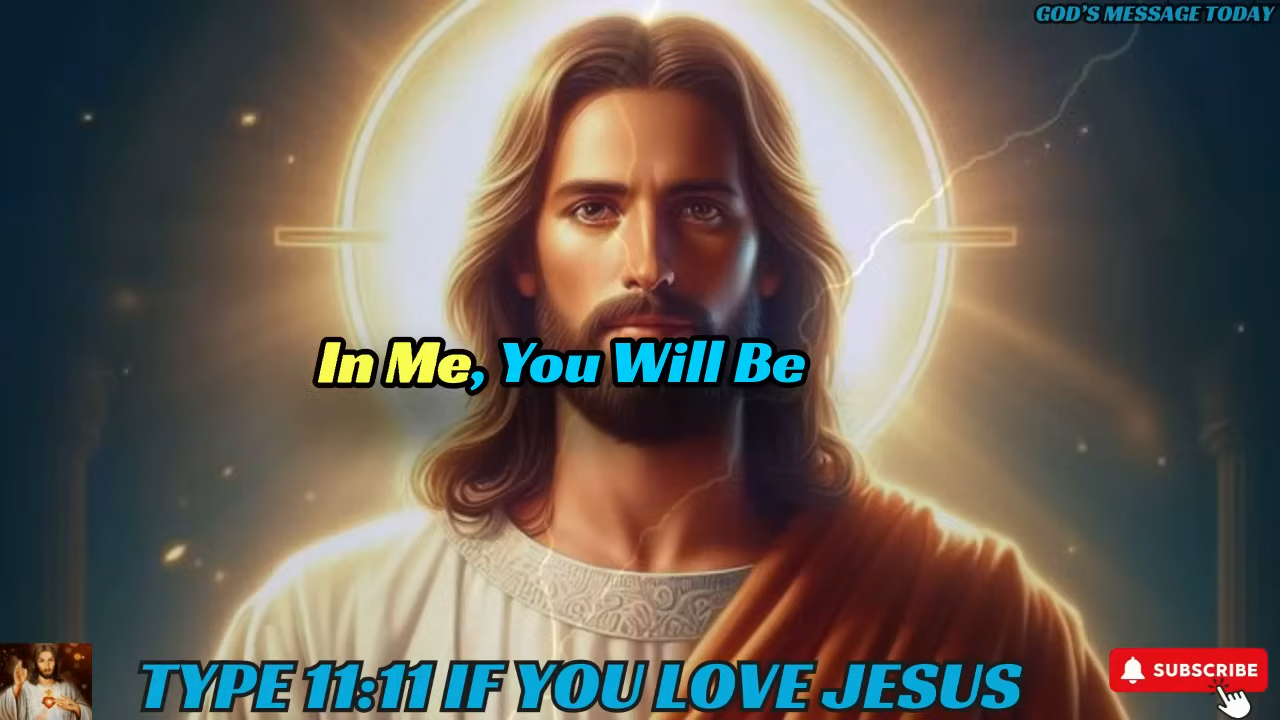 GOD'S MESSAGE TODAY
In Me, You Will Be
TYPE 11:11 IF YOU LOVE JESUS
SUBSCRIBE